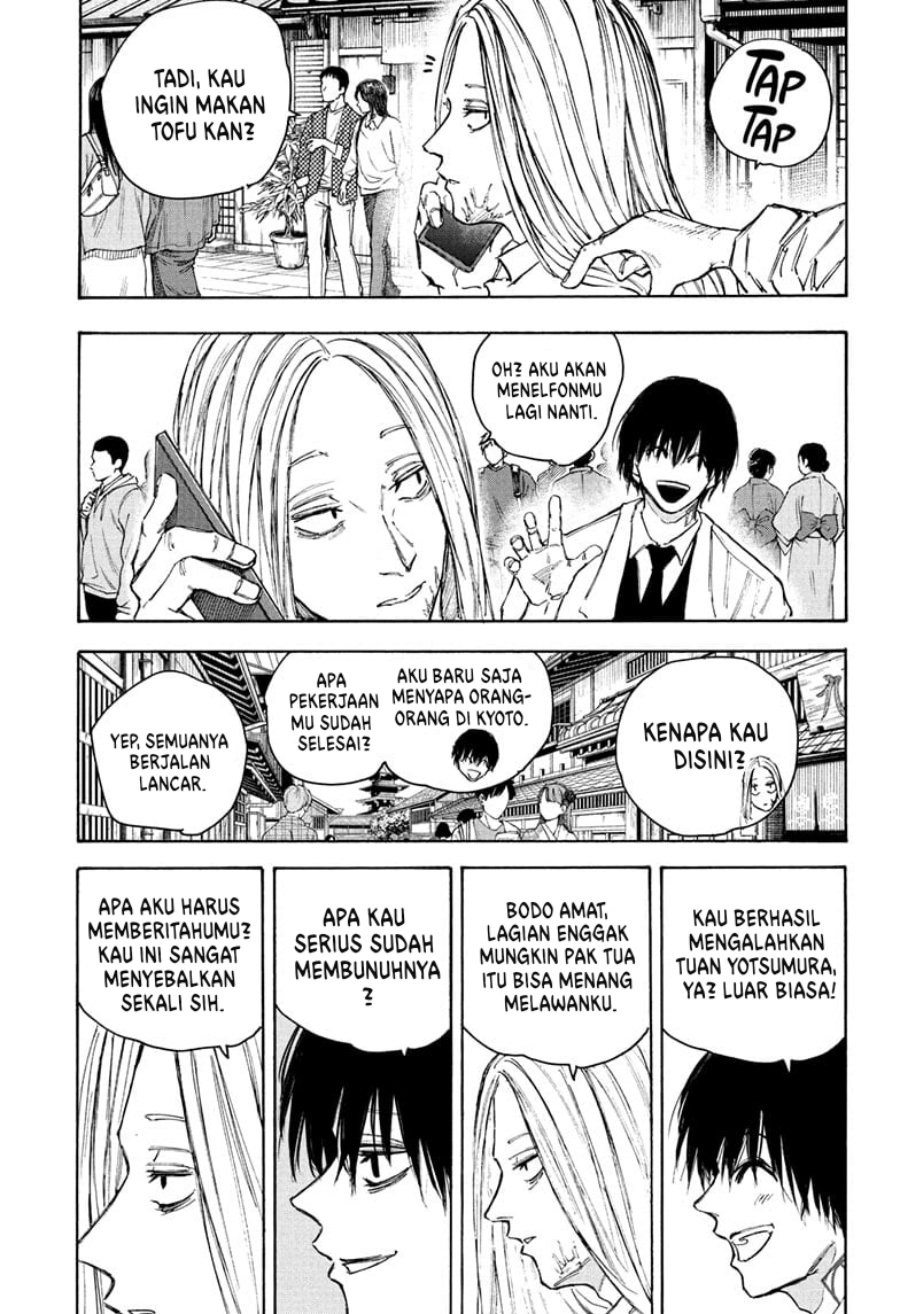 TAP
TAP
TADI, KAU
INGIN MAKAN
TOFU KAN?
OH? AKU AKAN
MENELFONMU
LAGI NANTI.
KENAPA KAU
DISINI?
AKU BARU SAJA
MENYAPA ORANG-
ORANG DI KYOTO.
APA
PEKERJAAN
MU SUDAH
SELESAI?
YEP, SEMUANYA
BERJALAN
LANCAR.
KAU BERHASIL
MENGALAHKAN
TUAN YOTSUMURA,
YA? LUAR BIASA!
BODO AMAT,
LAGIAN ENGGAK
MUNGKIN PAK TUA
ITU BISA MENANG
MELAWANKU.
APA KAU
SERIUS SUDAH
MEMBUNUHNYA
?
APA AKU HARUS
MEMBERITAHUMU?
KAU INI SANGAT
MENYEBALKAN
SEKALI SIH.